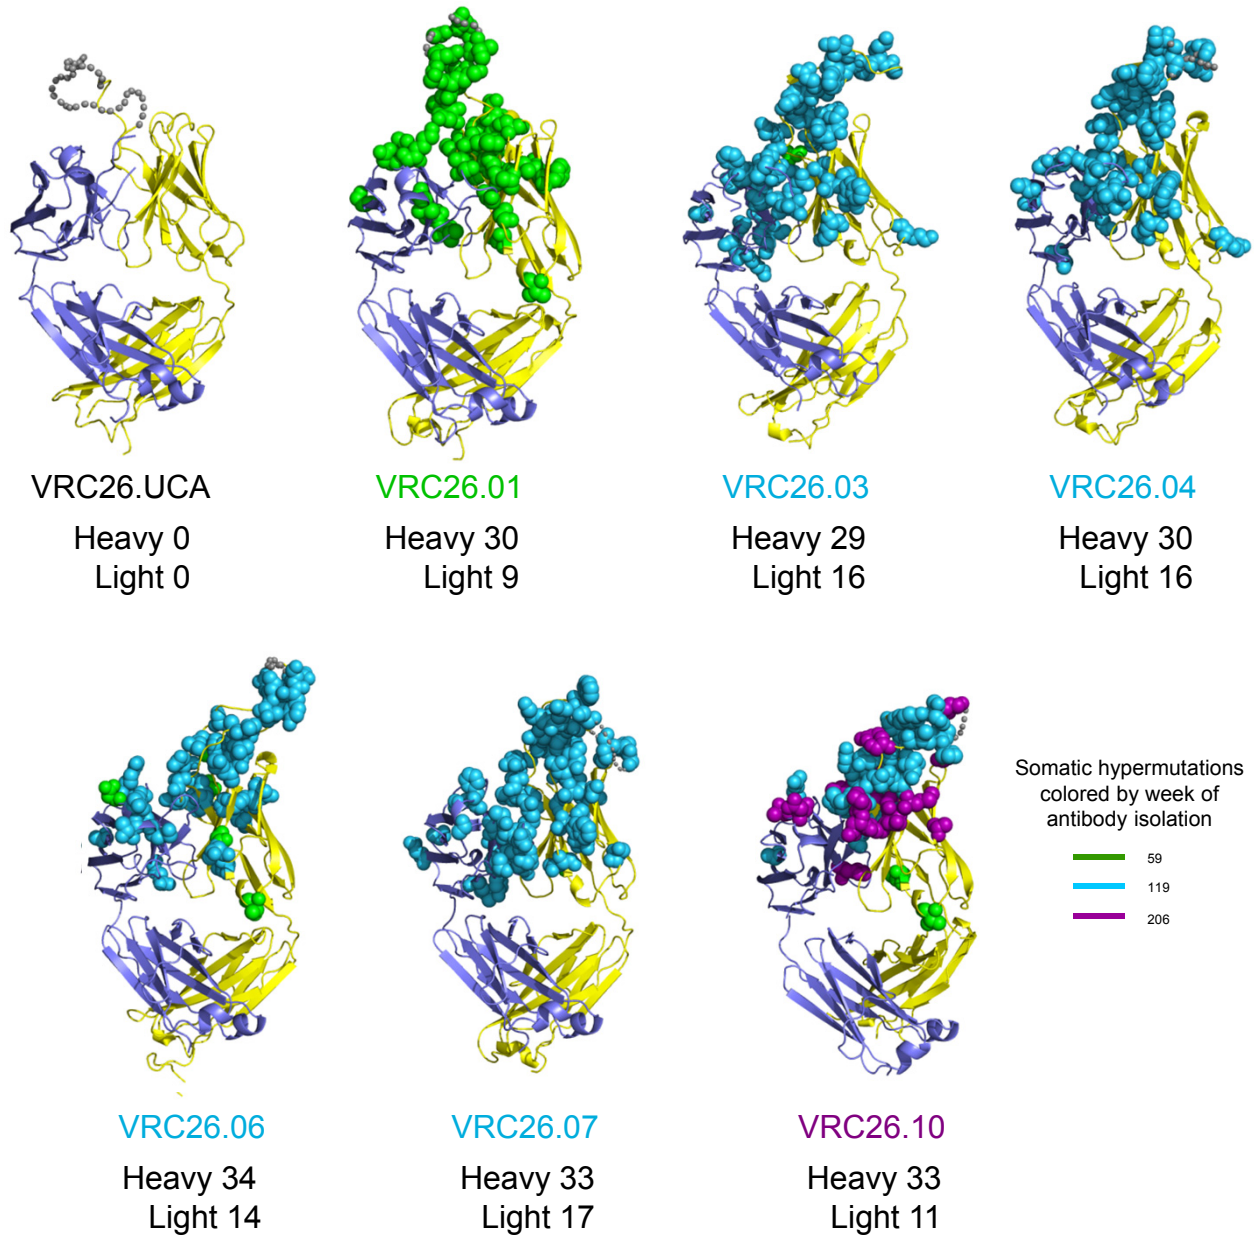 VRC26.UCA
Heavy 0
Light 0
VRC26.01
Heavy 30
Light 9
VRC26.03
Heavy 29
Light 16
VRC26.04
Heavy 30
Light 16
VRC26.06
Heavy 34
Light 14
VRC26.07
Heavy 33
Light 17
VRC26.10
Heavy 33
Light 11
Somatic hypermutations
colored by week of
antibody isolation
59
119
206